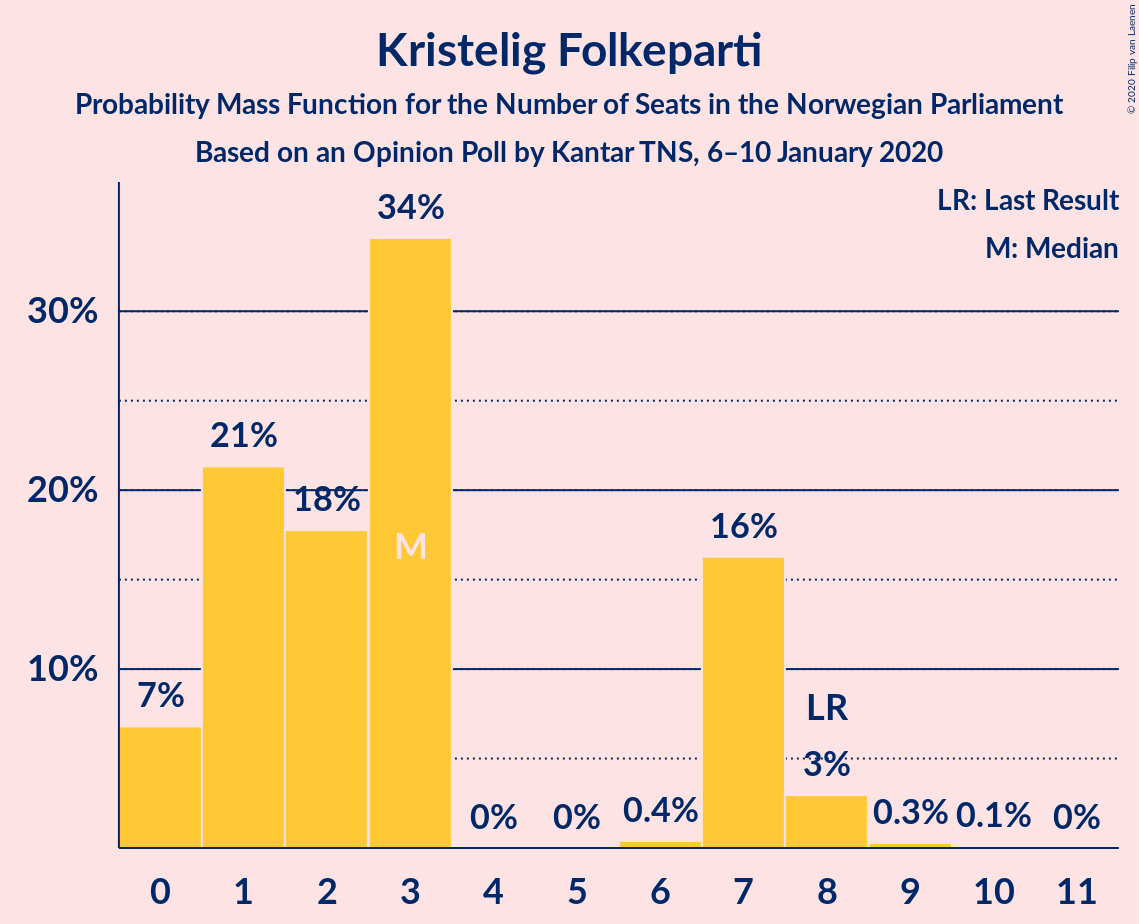 Kristelig Folkeparti
Probability Mass Function for the Number of Seats in the Norwegian Parliament
Based on an Opinion Poll by Kantar TNS, 6–10 January 2020
© 2020 Filip van Laenen
LR: Last Result
M: Median
34%
30%
21%
20%
18%
16%
M
10%
7%
LR
3%
0% 0% 0.4% 0.3% 0.1% 0%
0 1 2 3 4 5 6 7 8 9 10 11